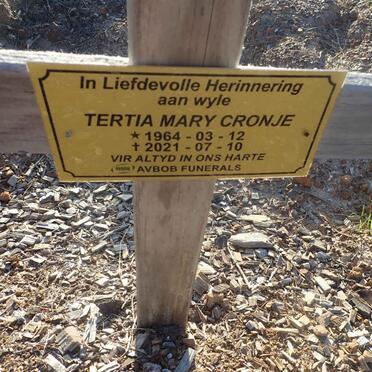 In Liefdevolle Herinnering
aan wyle
TERTIA MARY CRONJE
★ 1964 - 03 - 12
✝ 2021 - 07 - 10
VIR ALTYD IN ONS HARTE
AVBOB FUNERALS